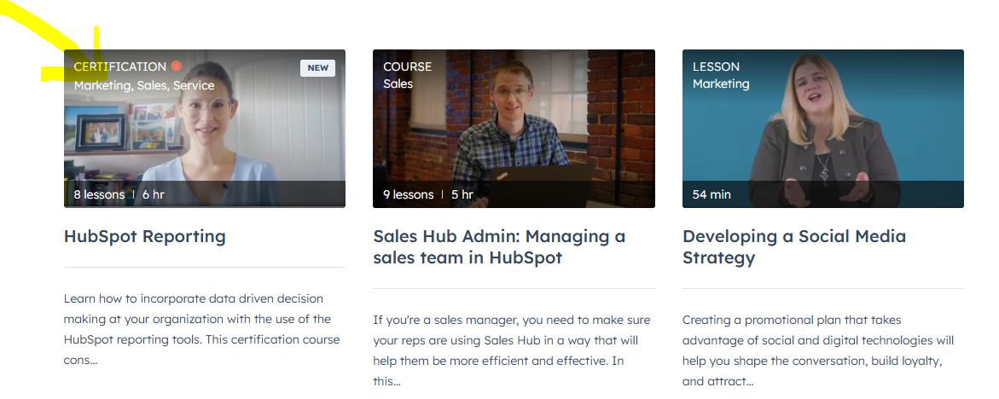 CERTIFICATION
NEW
Marketing, Sales, Service
8 lessons | 6 hr
HubSpot Reporting
Learn how to incorporate data driven decision
making at your organization with the use of the
HubSpot reporting tools. This certification course
cons...
COURSE
Sales
9 lessons | 5 hr
Sales Hub Admin: Managing a
sales team in HubSpot
If you're a sales manager, you need to make sure
your reps are using Sales Hub in a way that will
help them be more efficient and effective. In
this...
LESSON
Marketing
54 min
Developing a Social Media
Strategy
Creating a promotional plan that takes
advantage of social and digital technologies will
help you shape the conversation, build loyalty,
and attract...